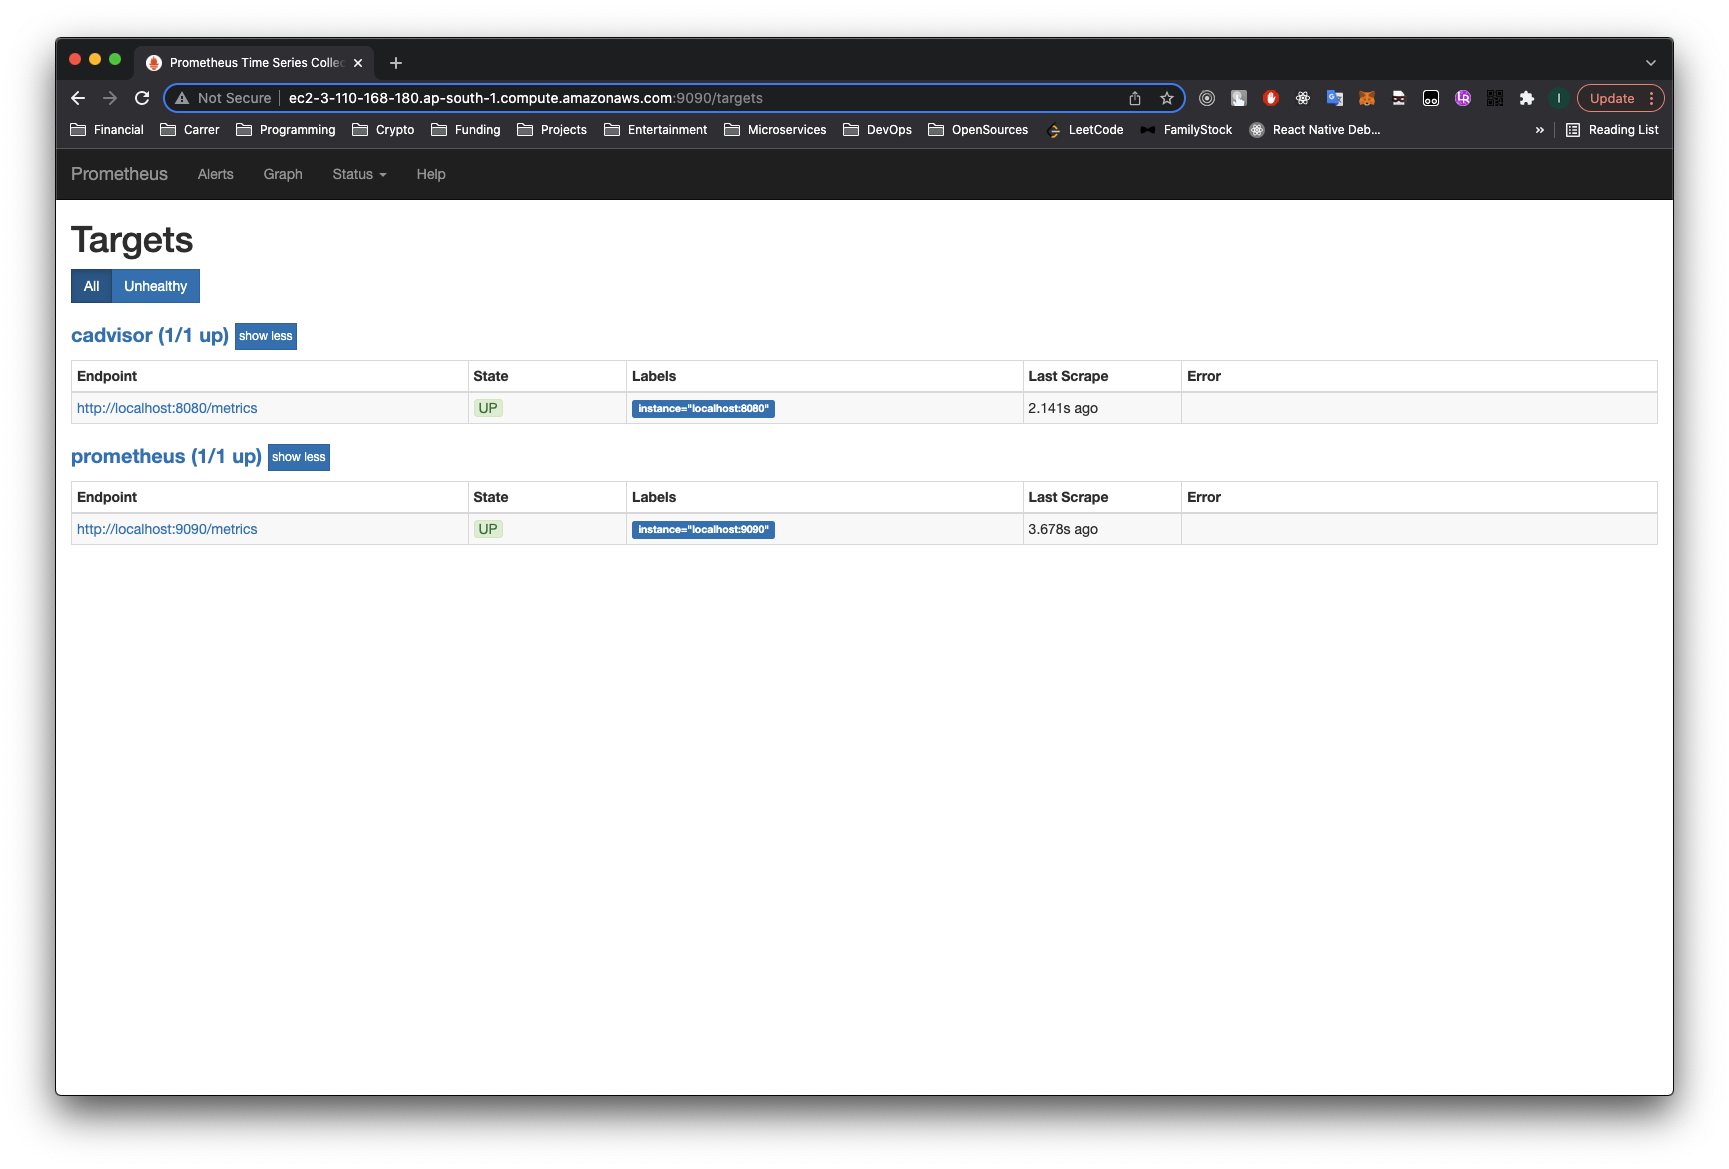 Prometheus Time Series Collec
Not Secure ec2-3-110-168-180.ap-south-1.compute.amazonaws.com:9090/targets Update
Financial Carrer Programming Crypto Funding Projects Entertainment Microservices DevOps OpenSources LeetCode FamilyStock React Native Deb... » Reading List
Prometheus Alerts Graph Status Help
Targets
All Unhealthy
cadvisor (1/1 up) show less
Endpoint State Labels Last Scrape Error
http://localhost:8080/metrics UP instance="localhost:8080" 2.141s ago
prometheus (1/1 up) show less
Endpoint State Labels Last Scrape Error
http://localhost:9090/metrics UP instance="localhost:9090" 3.678s ago